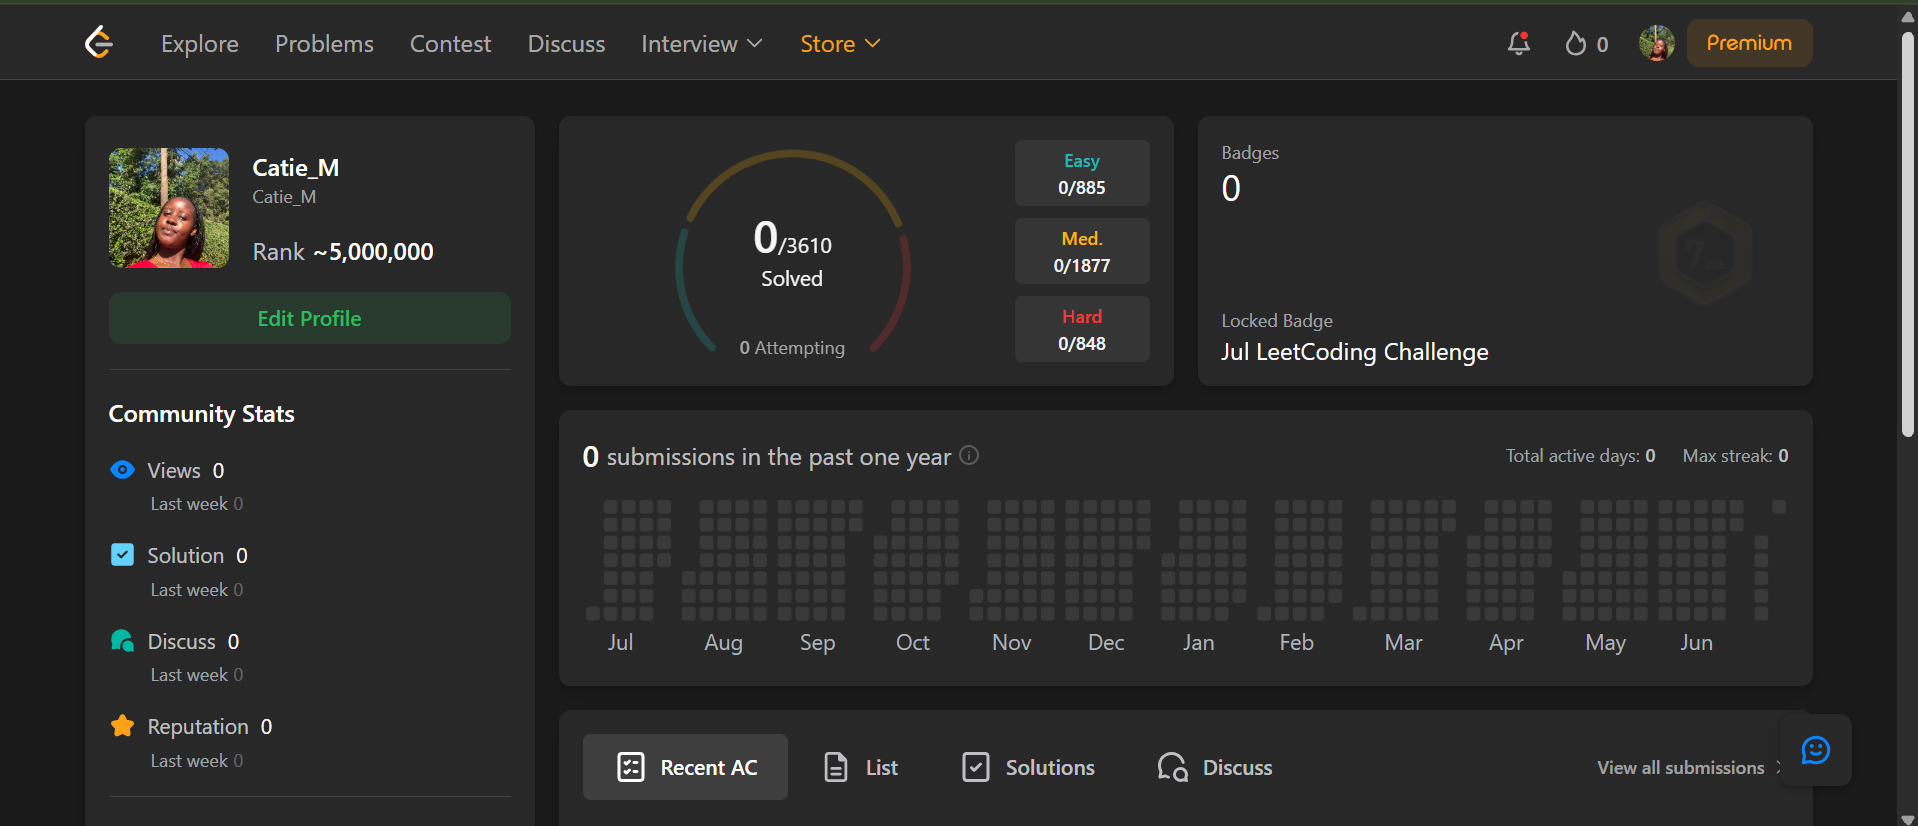 Explore Problems Contest Discuss Interview Store 0 Premium
Catie_M
Catie_M
Rank ~5,000,000
Edit Profile
Community Stats
Views 0
Last week 0
Solution 0
Last week 0
Discuss 0
Last week 0
Reputation 0
Last week 0
0/3610
Solved
0 Attempting
Easy
0/885
Med.
0/1877
Hard
0/848
Badges
0
7
Locked Badge
Jul LeetCoding Challenge
0 submissions in the past one year
Total active days: 0 Max streak: 0
Jul Aug Sep Oct Nov Dec Jan Feb Mar Apr May Jun
Recent AC List Solutions Discuss View all submissions